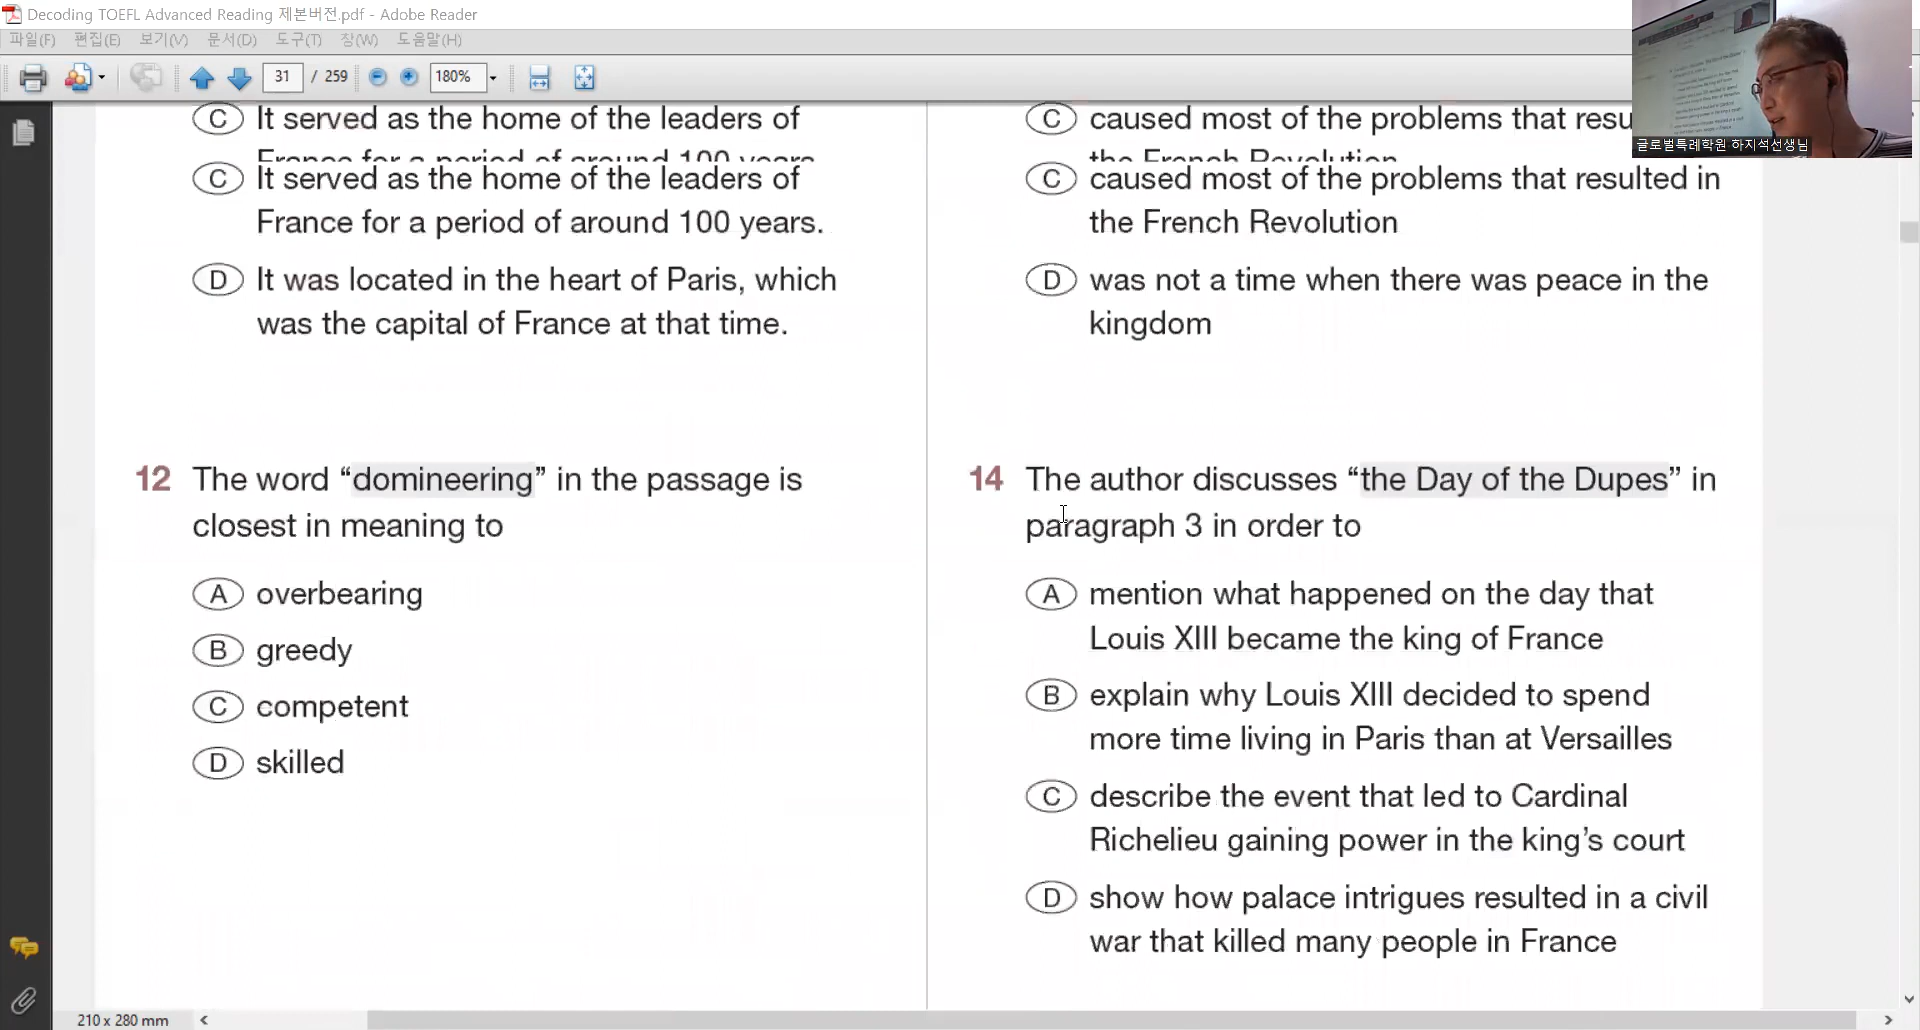 Decoding TOEFL Advanced Reading 제본버전.pdf - Adobe Reader
파일(F) 편집(E) 보기(V) 문서(D) 도구(T) 창(W) 도움말(H)
31 / 259 180%
글로벌특례학원 하지석선생님
C It served as the home of the leaders of
France for a period of around 100 years.
C It served as the home of the leaders of
France for a period of around 100 years.
D It was located in the heart of Paris, which
was the capital of France at that time.
12 The word “domineering” in the passage is
closest in meaning to
A overbearing
B greedy
C competent
D skilled
C caused most of the problems that resu
the French Revolution
C caused most of the problems that resulted in
the French Revolution
D was not a time when there was peace in the
kingdom
14 The author discusses “the Day of the Dupes” in
paragraph 3 in order to
A mention what happened on the day that
Louis XIII became the king of France
B explain why Louis XIII decided to spend
more time living in Paris than at Versailles
C describe the event that led to Cardinal
Richelieu gaining power in the king’s court
D show how palace intrigues resulted in a civil
war that killed many people in France
210 x 280 mm